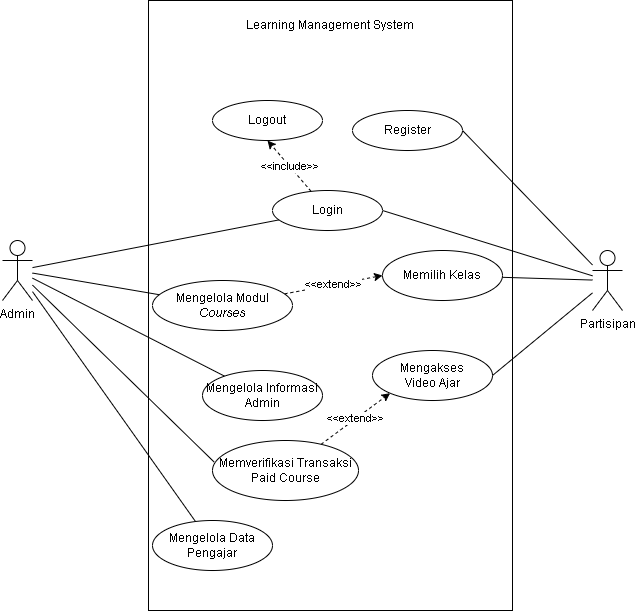 Learning Management System
Logout
Register
<<include>>
Login
Memilih Kelas
<<extend>>
Mengelola Modul
Courses
Admin
Partisipan
Mengakses
Video Ajar
Mengelola Informasi
Admin
<<extend>>
Memverifikasi Transaksi
Paid Course
Mengelola Data
Pengajar